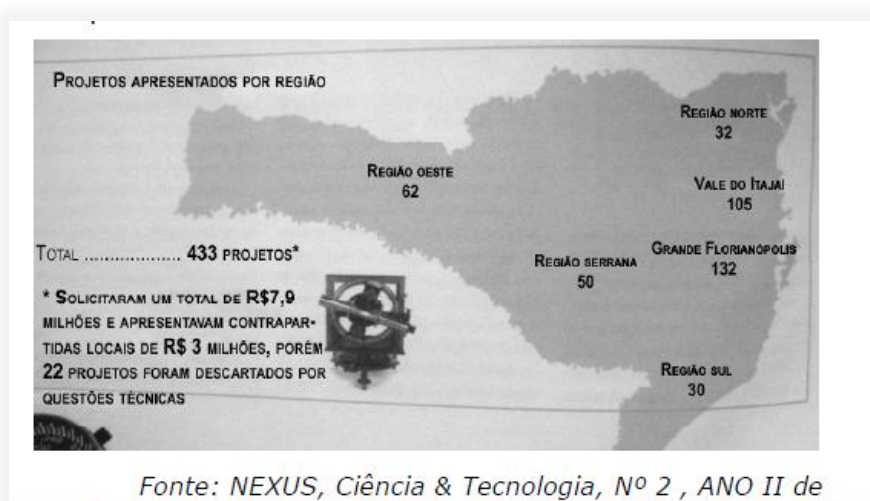 PROJETOS APRESENTADOS POR REGIÃO
REGIÃO NORTE
32
REGIÃO OESTE
62
VALE DO ITAJAÍ
105
TOTAL .................... 433 PROJETOS*
REGIÃO SERRANA
50
GRANDE FLORIANÓPOLIS
132
* SOLICITARAM UM TOTAL DE R$7,9
MILHÕES E APRESENTAVAM CONTRAPAR-
TIDAS LOCAIS DE R$ 3 MILHÕES, PORÉM
22 PROJETOS FORAM DESCARTADOS POR
QUESTÕES TÉCNICAS
REGIÃO SUL
30
Fonte: NEXUS, Ciência & Tecnologia, Nº 2 , ANO II de